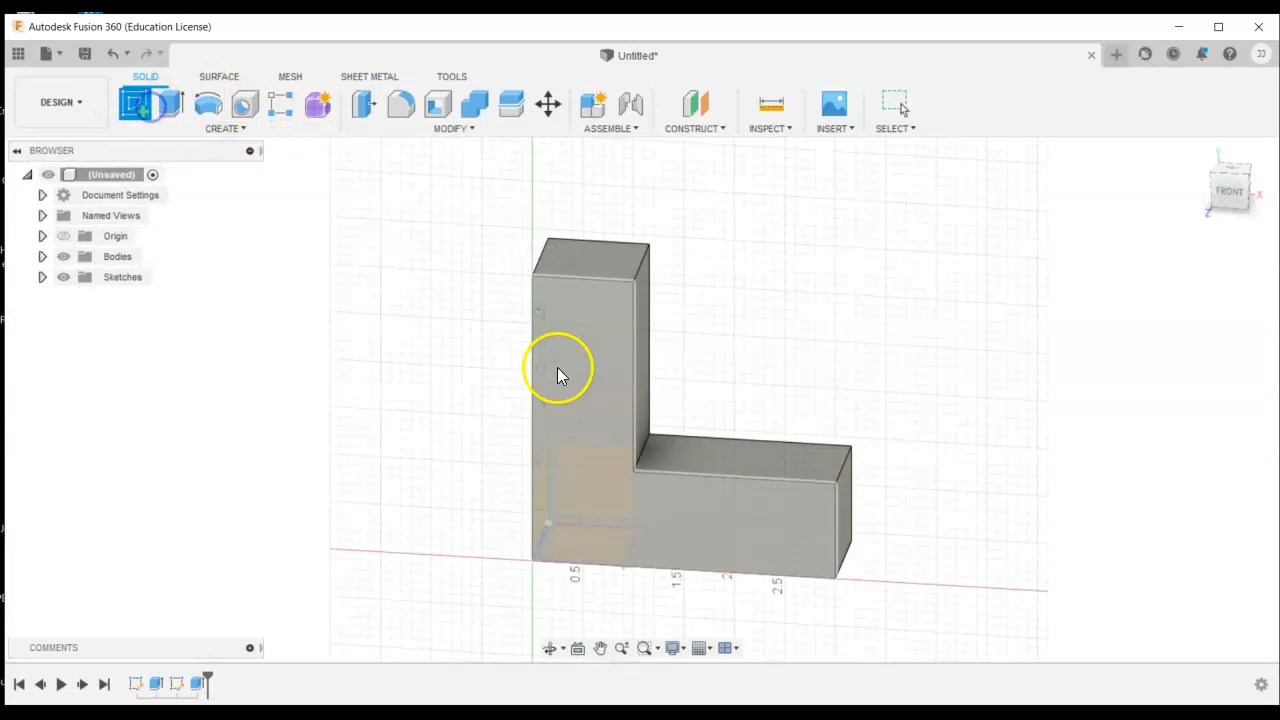 Autodesk Fusion 360 (Education License)
Untitled*
JJ
SOLID SURFACE MESH SHEET METAL TOOLS
DESIGN
CREATE MODIFY ASSEMBLE CONSTRUCT INSPECT INSERT SELECT
BROWSER
(Unsaved)
Document Settings
Named Views
Origin
Bodies
Sketches
Y
FRONT
X
Z
0.5
1.5
2
2.5
COMMENTS